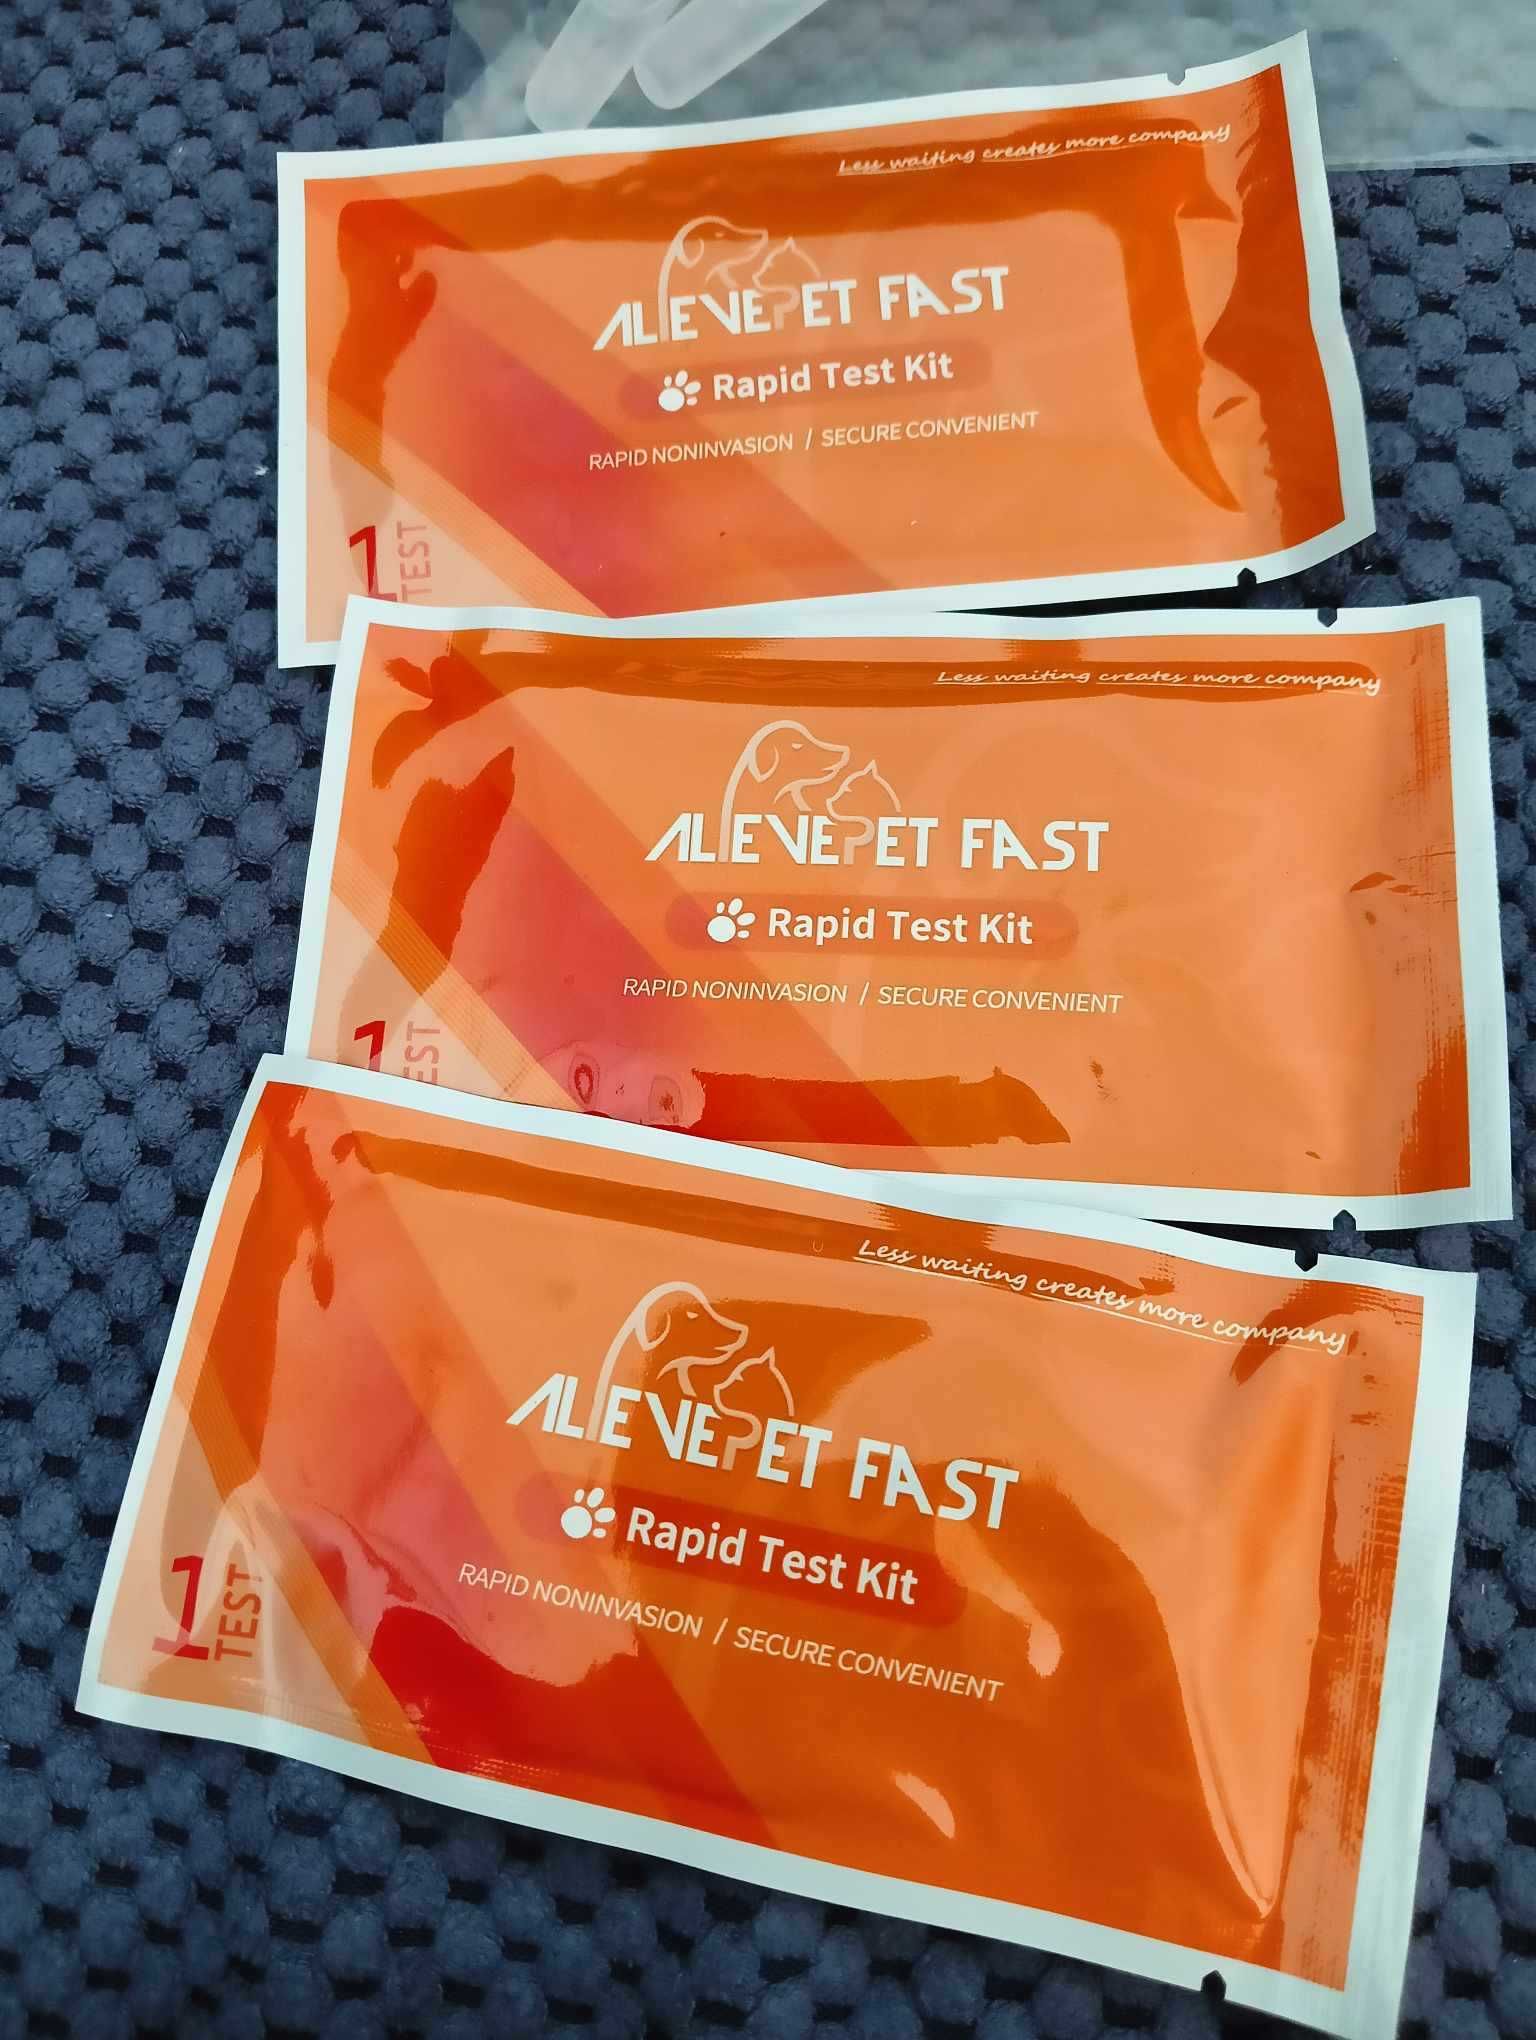 Less waiting creates more company
ALIEVEPET FAST
Rapid Test Kit
RAPID NONINVASION / SECURE CONVENIENT
1
TEST
Less waiting creates more company
ALIEVEPET FAST
Rapid Test Kit
RAPID NONINVASION / SECURE CONVENIENT
1
EST
Less waiting creates more company
ALIEVEPET FAST
Rapid Test Kit
RAPID NONINVASION / SECURE CONVENIENT
1
TEST